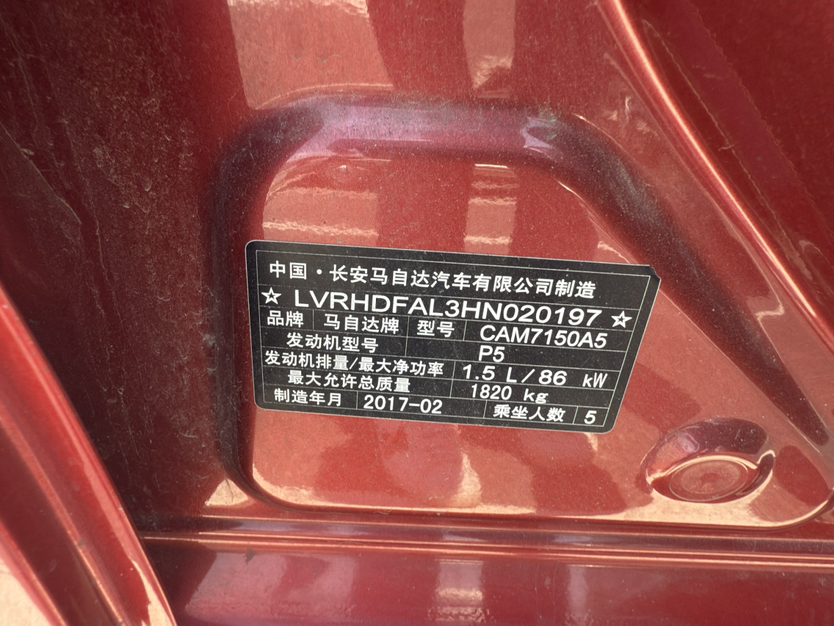 中国·长安马自达汽车有限公司制造
☆ LVRHDFAL3HN020197 ☆
品牌 马自达牌 型号 CAM7150A5
发动机型号 P5
发动机排量/最大净功率 1.5 L/86 kW
最大允许总质量 1820 kg
制造年月 2017-02 乘坐人数 5